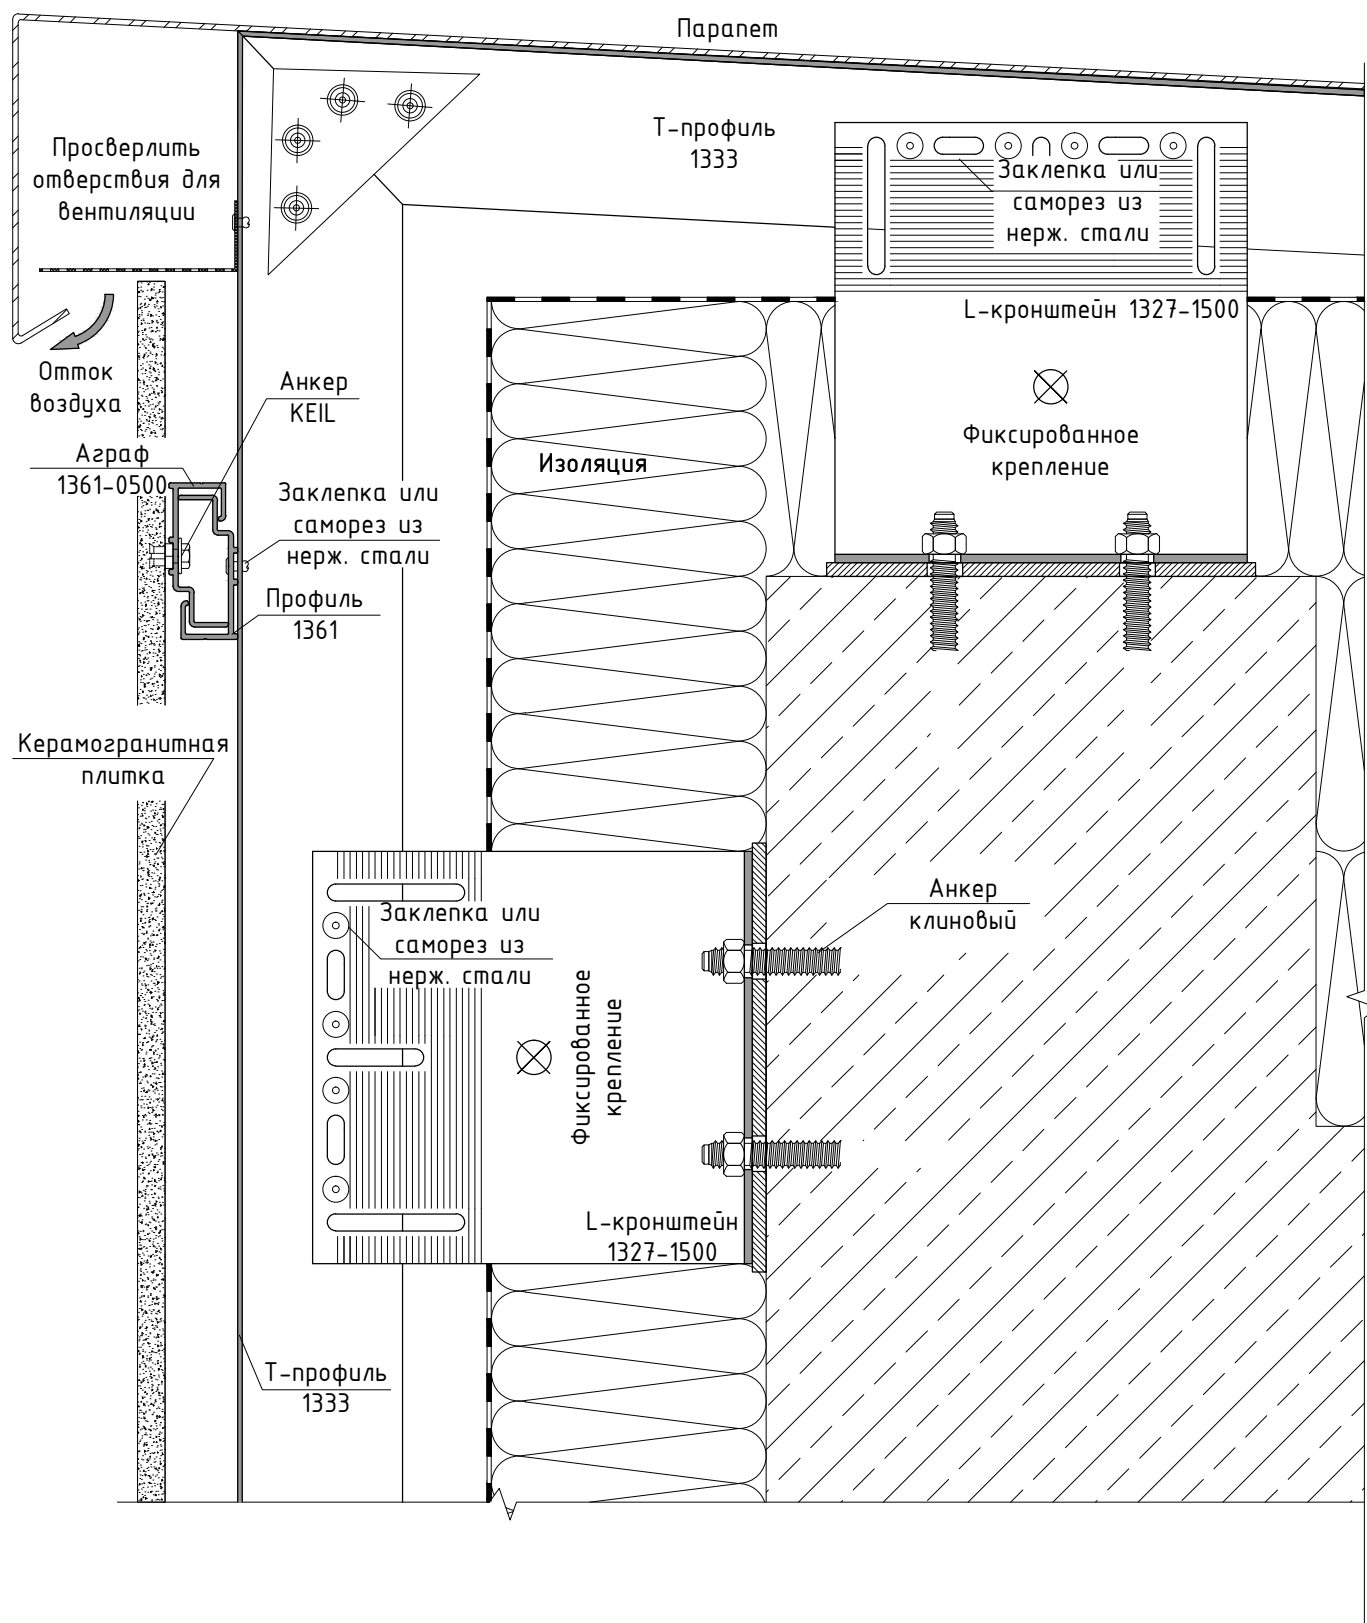 Парапет
Т-профиль
1333
Просверлить
отверстия для
вентиляции
Заклепка или
саморез из
нерж. стали
L-кронштейн 1327-1500
Отток
воздуха
Анкер
KEIL
Фиксированное
крепление
Аграф
1361-0500
Изоляция
Заклепка или
саморез из
нерж. стали
Профиль
1361
Керамогранитная
плитка
Анкер
клиновый
Заклепка или
саморез из
нерж. стали
Фиксированное
крепление
L-кронштейн
1327-1500
Т-профиль
1333